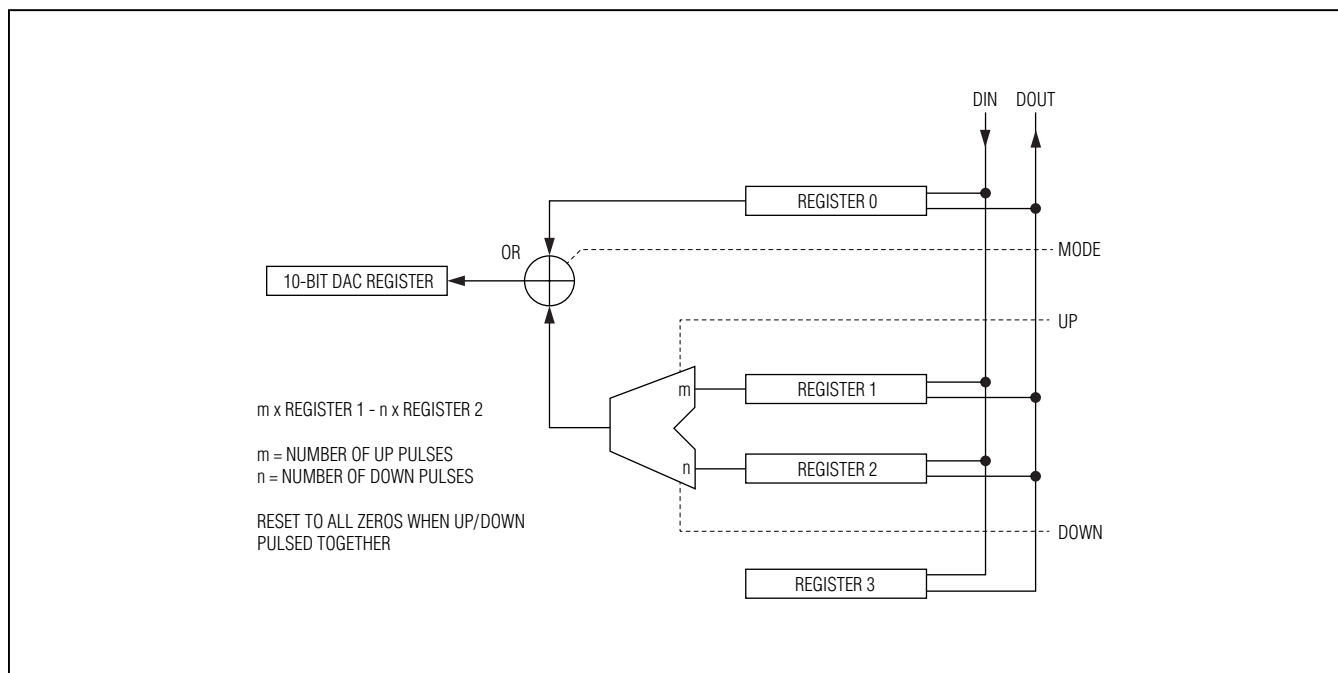 DIN DOUT
REGISTER 0
OR
MODE
10-BIT DAC REGISTER
UP
m
REGISTER 1
m x REGISTER 1 - n x REGISTER 2
m = NUMBER OF UP PULSES
n = NUMBER OF DOWN PULSES
n
REGISTER 2
RESET TO ALL ZEROS WHEN UP/DOWN
PULSED TOGETHER
DOWN
REGISTER 3